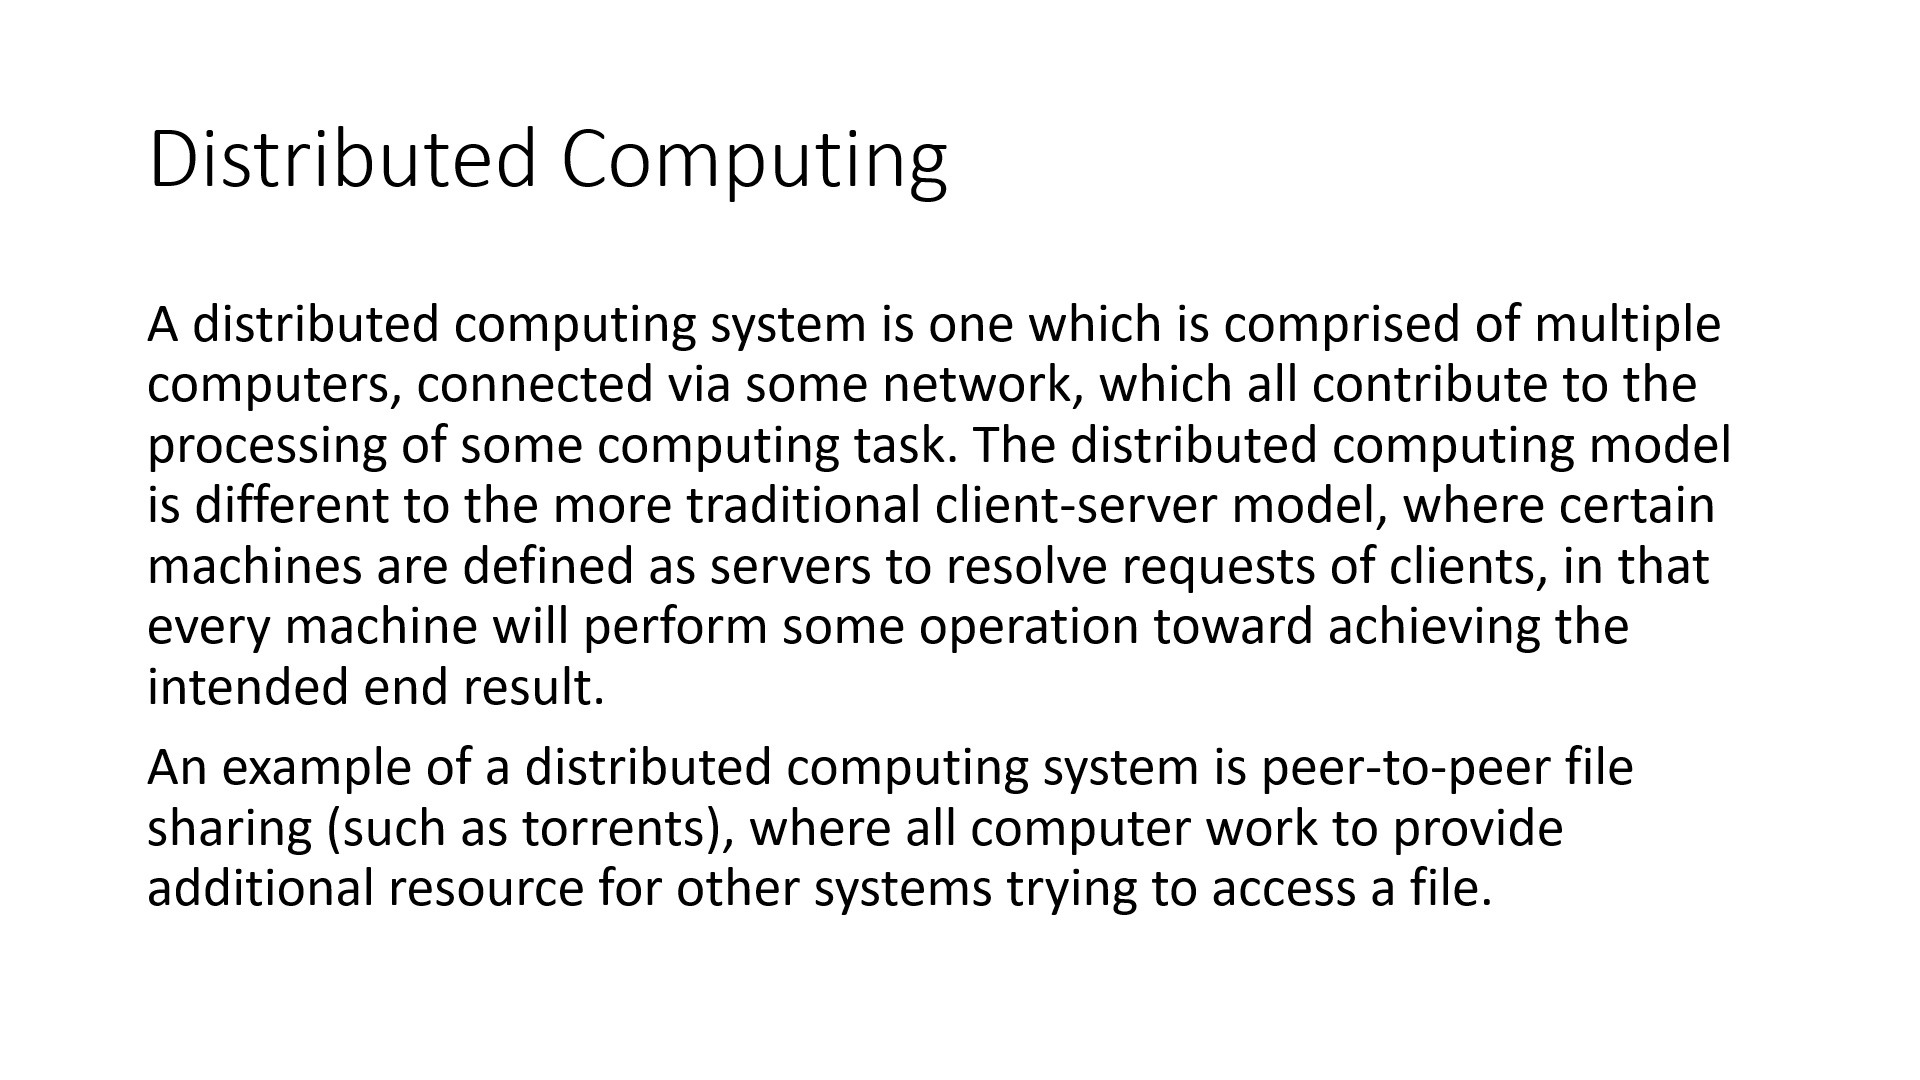 Distributed Computing
A distributed computing system is one which is comprised of multiple
computers, connected via some network, which all contribute to the
processing of some computing task. The distributed computing model
is different to the more traditional client-server model, where certain
machines are defined as servers to resolve requests of clients, in that
every machine will perform some operation toward achieving the
intended end result.
An example of a distributed computing system is peer-to-peer file
sharing (such as torrents), where all computer work to provide
additional resource for other systems trying to access a file.